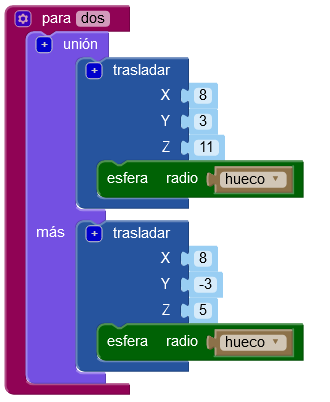 para dos
unión
trasladar
X 8
Y 3
Z 11
esfera radio hueco
más trasladar
X 8
Y -3
Z 5
esfera radio hueco